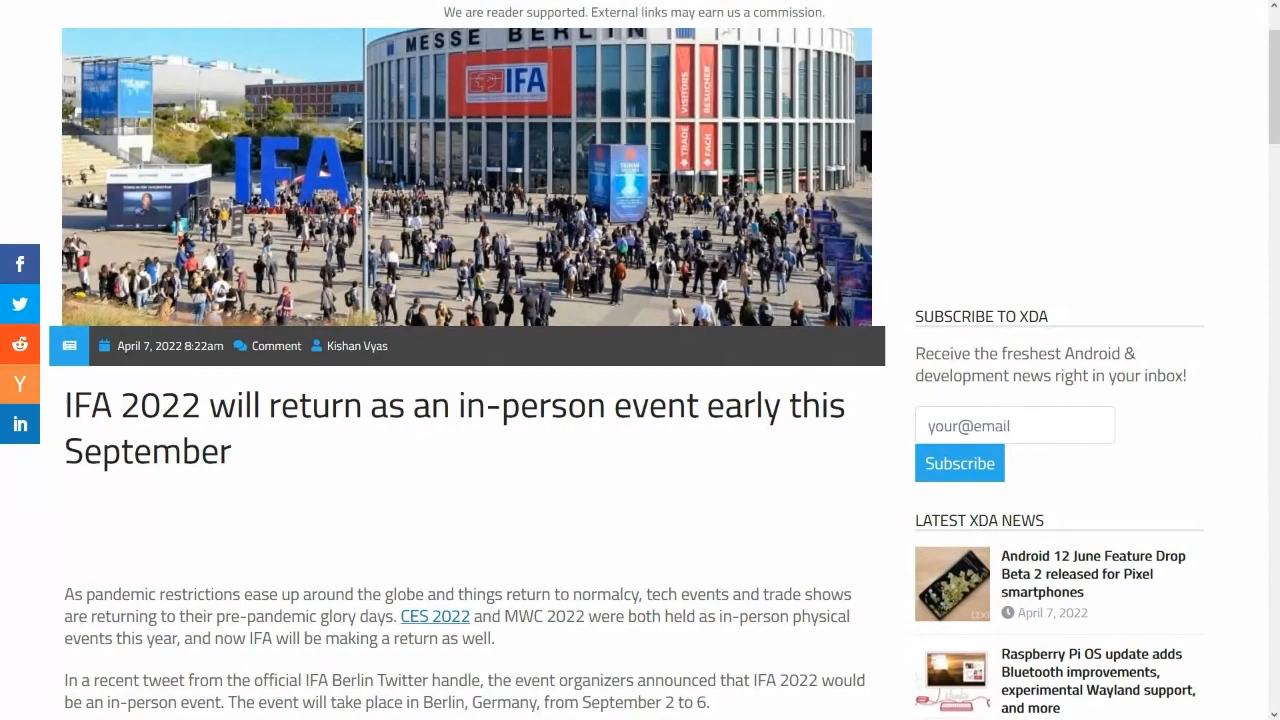 We are reader supported. External links may earn us a commission.
MESSE BERLIN
IFA
VISITORS
BESUCHER
TRADE
FACH
IFA
April 7, 2022 8:22am
Comment
Kishan Vyas
IFA 2022 will return as an in-person event early this
September
As pandemic restrictions ease up around the globe and things return to normalcy, tech events and trade shows
are returning to their pre-pandemic glory days. CES 2022 and MWC 2022 were both held as in-person physical
events this year, and now IFA will be making a return as well.
In a recent tweet from the official IFA Berlin Twitter handle, the event organizers announced that IFA 2022 would
be an in-person event. The event will take place in Berlin, Germany, from September 2 to 6.
SUBSCRIBE TO XDA
Receive the freshest Android &
development news right in your inbox!
your@email
Subscribe
LATEST XDA NEWS
Android 12 June Feature Drop
Beta 2 released for Pixel
smartphones
April 7, 2022
Raspberry Pi OS update adds
Bluetooth improvements,
experimental Wayland support,
and more